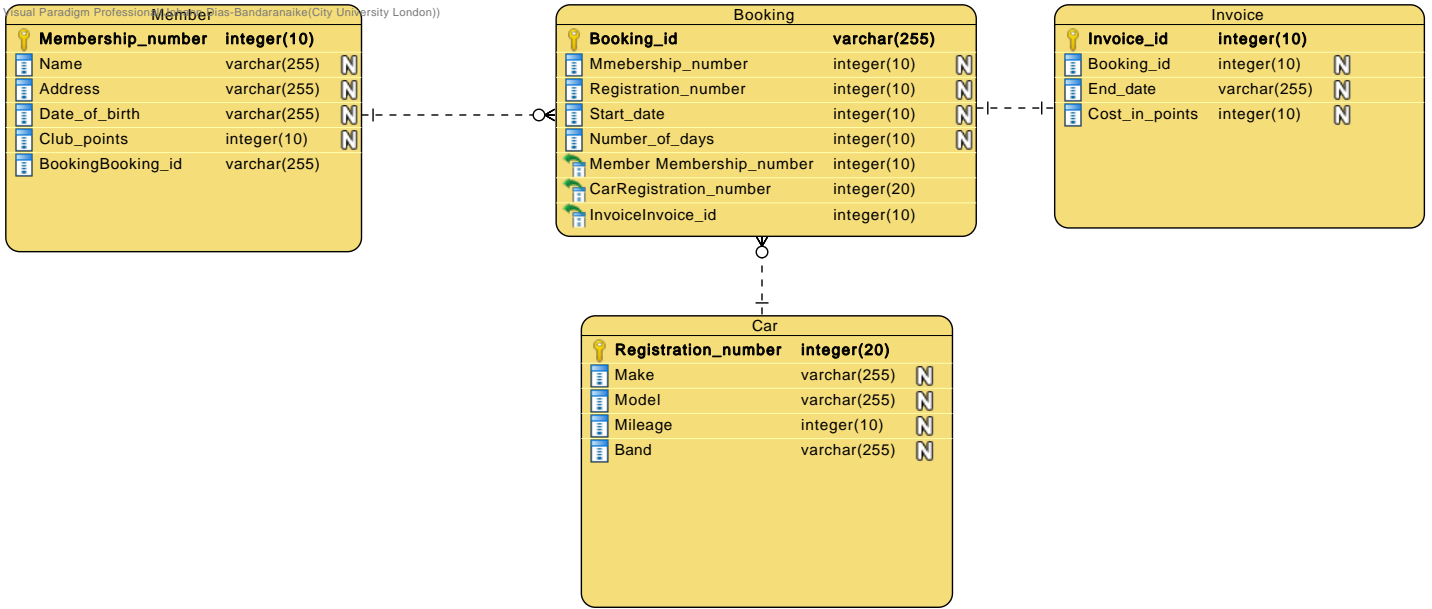 Visual Paradigm Professional Dias-Bandaranaike(City University London))
Member
Membership_number integer(10)
Name varchar(255) N
Address varchar(255) N
Date_of_birth varchar(255) N
Club_points integer(10) N
BookingBooking_id varchar(255)
Booking
Booking_id varchar(255)
Mmebership_number integer(10) N
Registration_number integer(10) N
Start_date integer(10) N
Number_of_days integer(10) N
Member Membership_number integer(10)
CarRegistration_number integer(20)
InvoiceInvoice_id integer(10)
Invoice
Invoice_id integer(10)
Booking_id integer(10) N
End_date varchar(255) N
Cost_in_points integer(10) N
Car
Registration_number integer(20)
Make varchar(255) N
Model varchar(255) N
Mileage integer(10) N
Band varchar(255) N